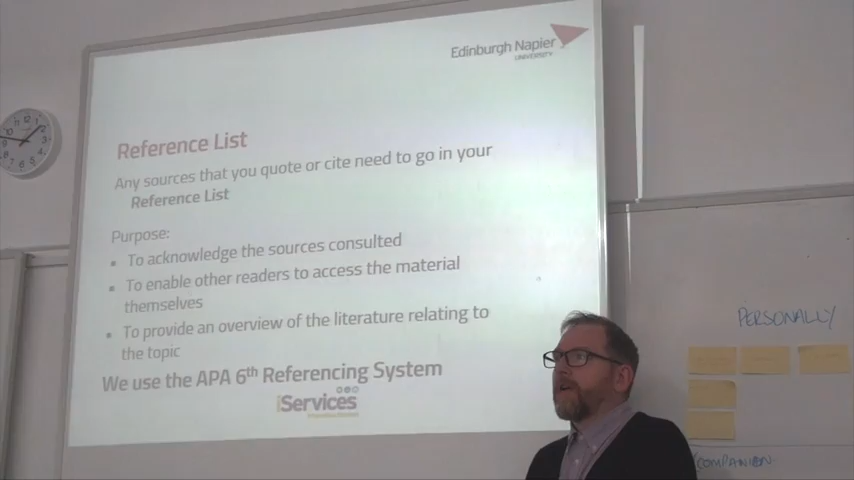 Edinburgh Napier
UNIVERSITY
Reference List
Any sources that you quote or cite need to go in your
Reference List
Purpose:
To acknowledge the sources consulted
To enable other readers to access the material
themselves
To provide an overview of the literature relating to
the topic
We use the APA 6th Referencing System
iServices
PERSONALLY
COMPANION